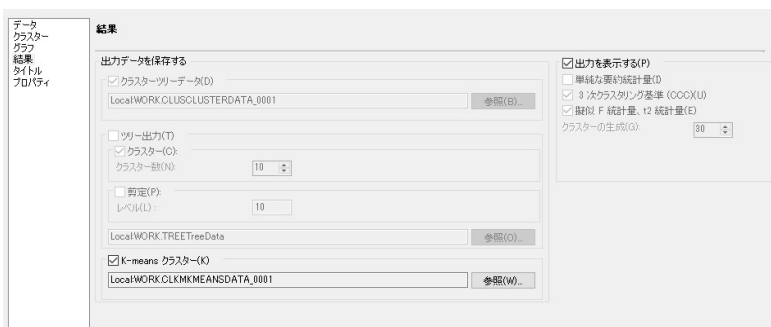 データ
クラスター
グラフ
結果
タイトル
プロパティ
結果
出力データを保存する
クラスターツリーデータ(D)
Local:WORK.CLUSCLUSTERDATA_0001
参照(B)...
ツリー出力(T)
クラスター(C):
クラスター数(N):
10
剪定(P):
レベル(L) :
10
Local:WORK.TREETreeData
参照(O)...
K-means クラスター(K)
Local:WORK.CLKMKMEANSDATA_0001
参照(W)...
出力を表示する(P)
単純な要約統計量(I)
3 次クラスタリング基準 (CCC)(U)
擬似 F 統計量、t2 統計量(E)
クラスターの生成(G):
30